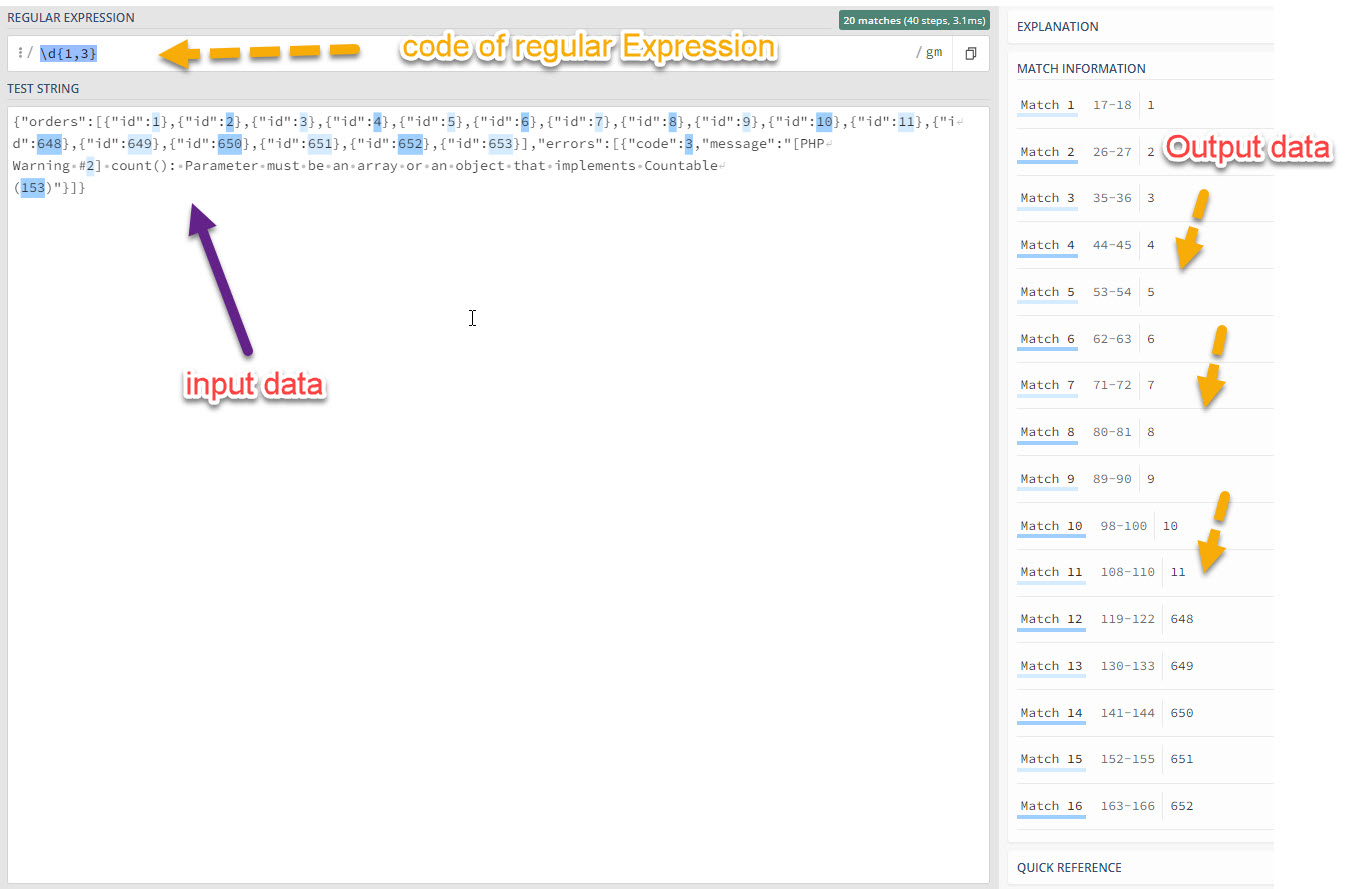 REGULAR EXPRESSION
20 matches (40 steps, 3.1ms)
/ \d{1,3}
code of regular Expression
/ gm
TEST STRING
{"orders":[{"id":1},{"id":2},{"id":3},{"id":4},{"id":5},{"id":6},{"id":7},{"id":8},{"id":9},{"id":10},{"id":11},{"i
d":648},{"id":649},{"id":650},{"id":651},{"id":652},{"id":653}],"errors":[{"code":3,"message":"[PHP
Warning #2] count(): Parameter must be an array or an object that implements Countable
(153)"}]}
input data
EXPLANATION
MATCH INFORMATION
Match 1 17-18 1
Match 2 26-27 2
Output data
Match 3 35-36 3
Match 4 44-45 4
Match 5 53-54 5
Match 6 62-63 6
Match 7 71-72 7
Match 8 80-81 8
Match 9 89-90 9
Match 10 98-100 10
Match 11 108-110 11
Match 12 119-122 648
Match 13 130-133 649
Match 14 141-144 650
Match 15 152-155 651
Match 16 163-166 652
QUICK REFERENCE